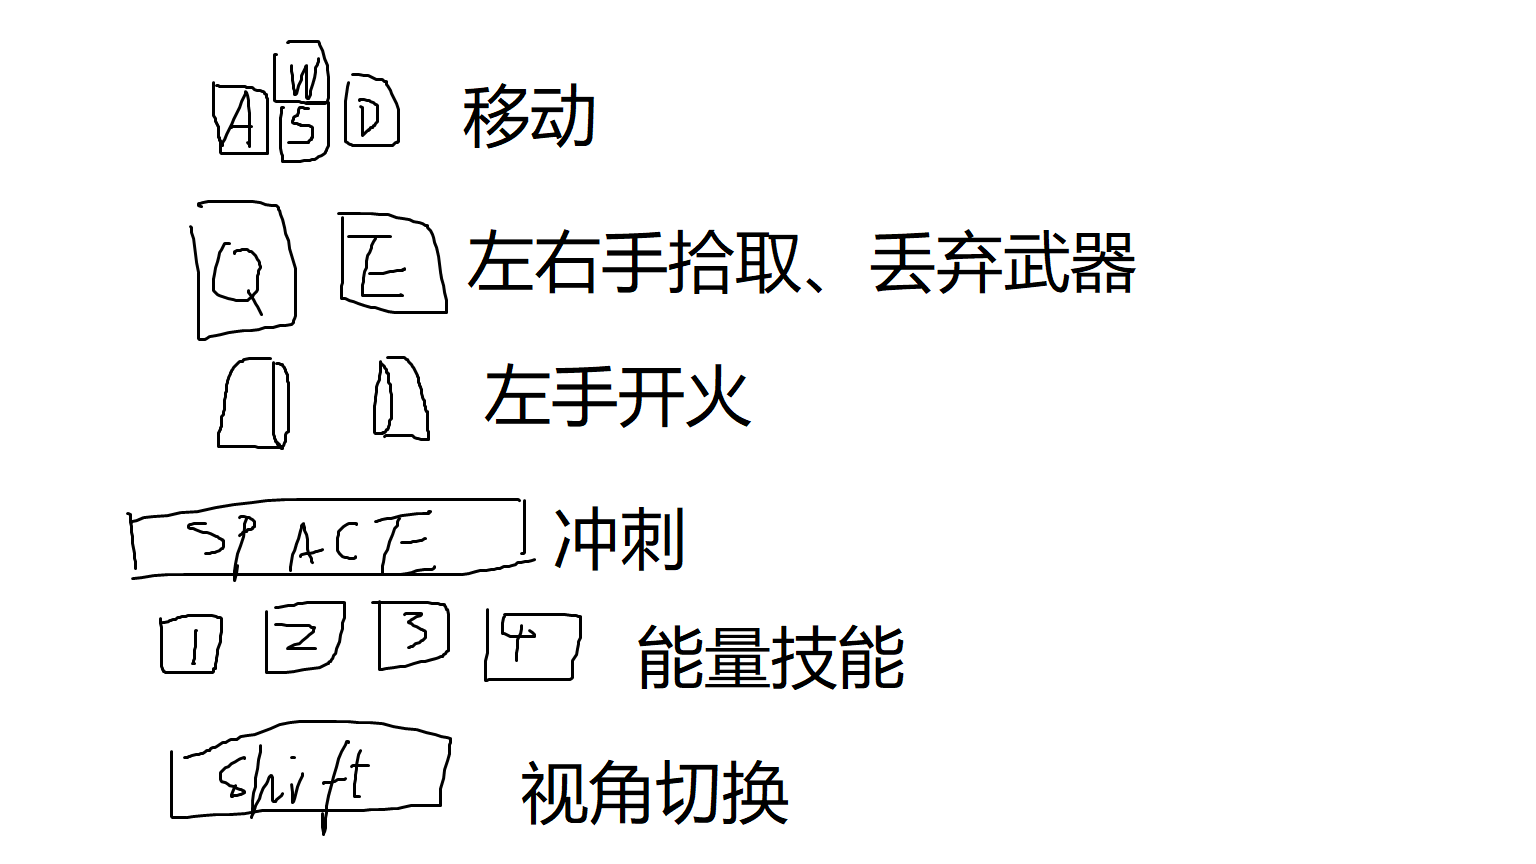 W
A S D 移动
Q E 左右手拾取、丢弃武器
左手开火
SPACE 冲刺
1 2 3 4 能量技能
Shift 视角切换